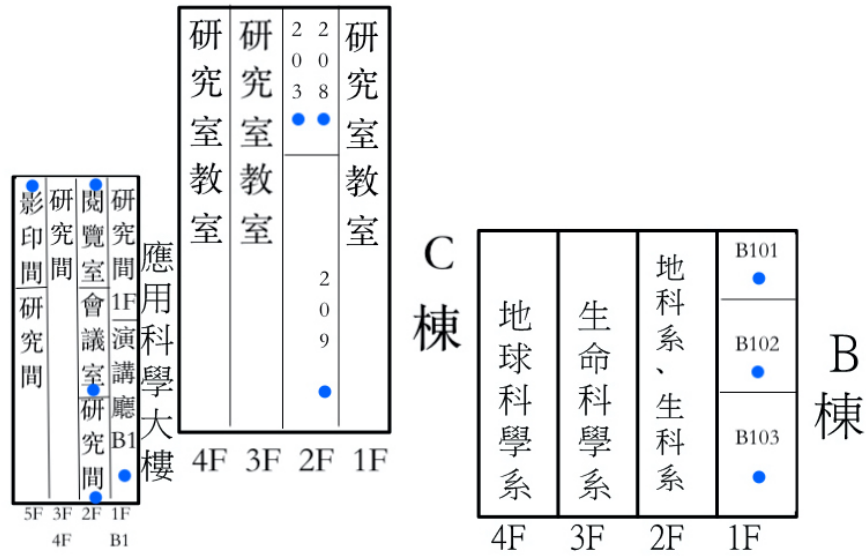 影印間
研究間
研究間
閱覽室
會議室
研究間
研究間
1F
演講廳
B1
應用科學大樓
5F 3F 2F 1F
4F B1
研究室教室
研究室教室
203
208
209
研究室教室
4F 3F 2F 1F
C棟
地球科學系
生命科學系
地科系、生科系
B101
B102
B103
4F 3F 2F 1F
B棟